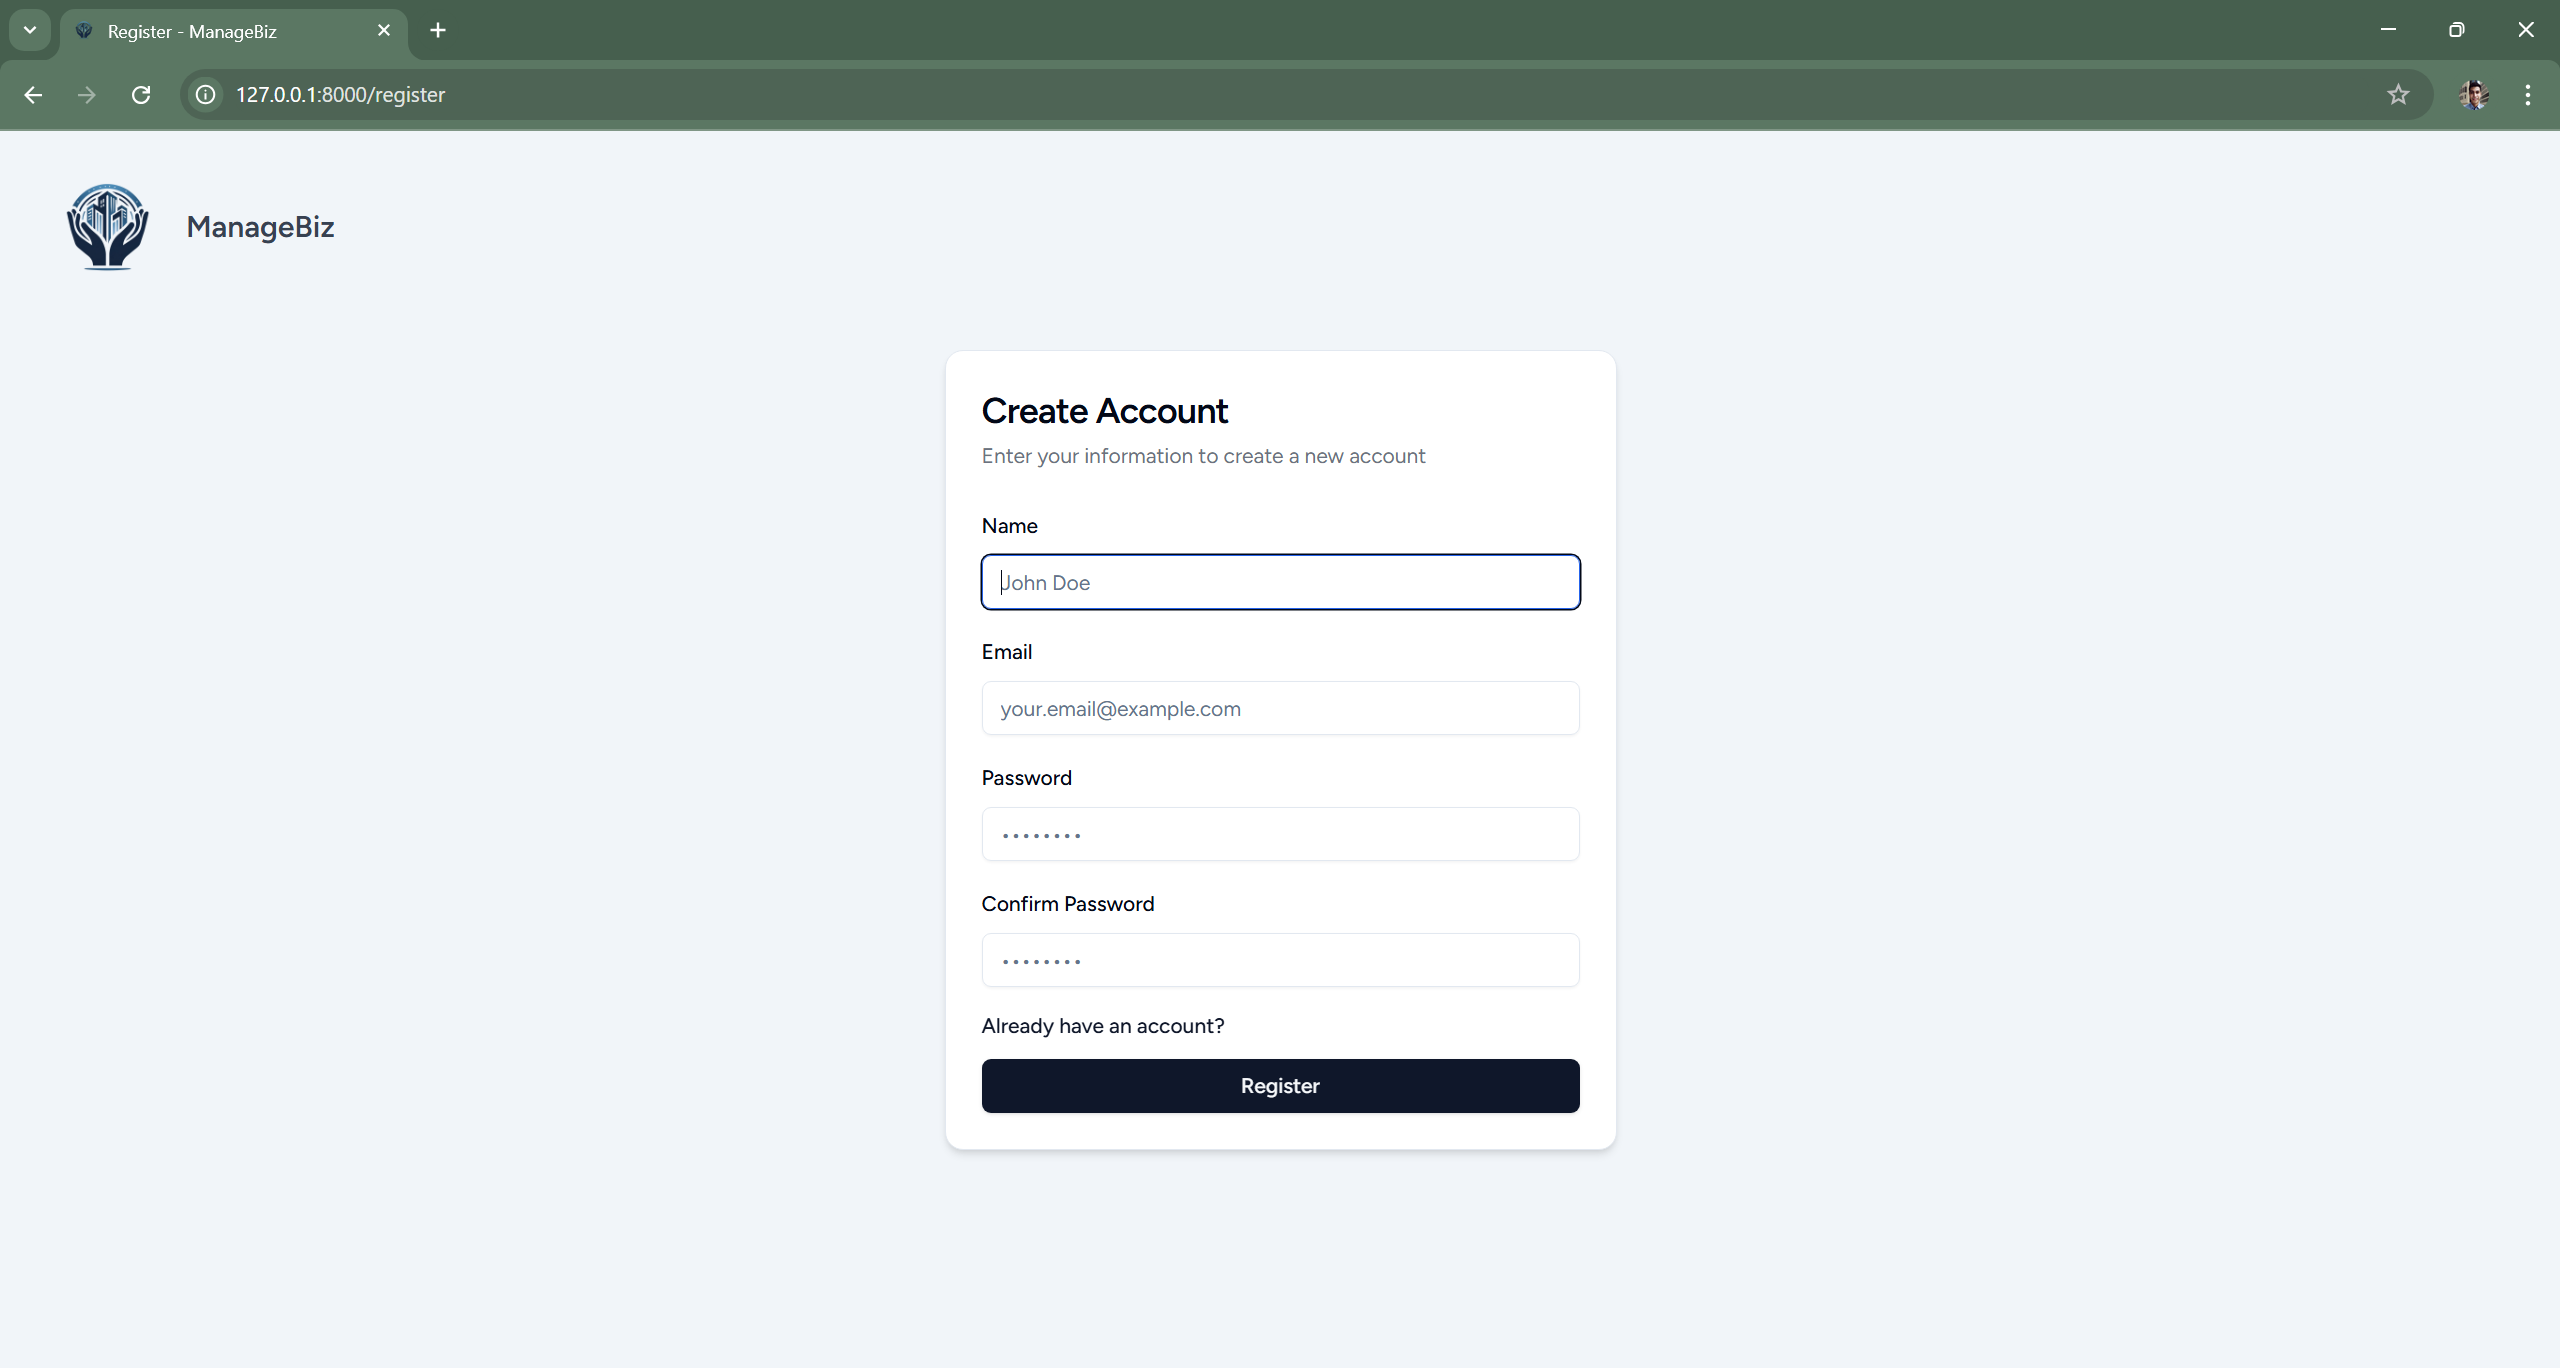 Register - ManageBiz
127.0.0.1:8000/register
ManageBiz
Create Account
Enter your information to create a new account
Name
John Doe
Email
your.email@example.com
Password
••••••••
Confirm Password
••••••••
Already have an account?
Register